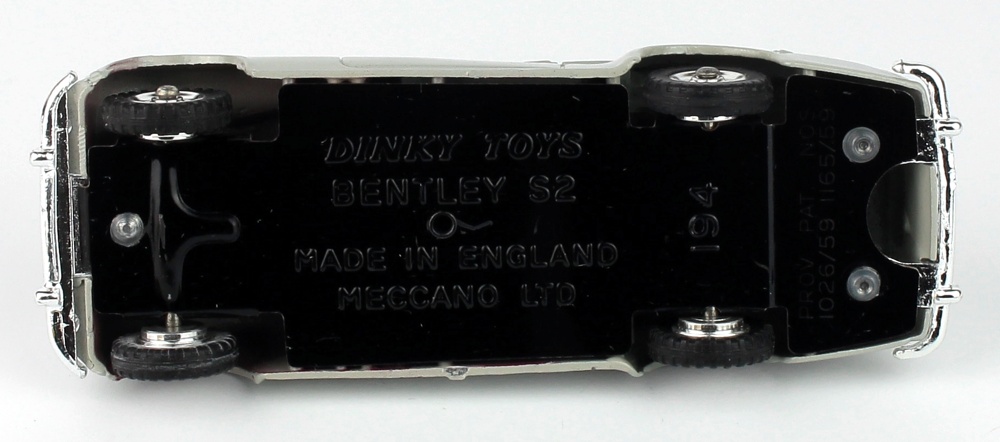 DINKY TOYS
BENTLEY S2
MADE IN ENGLAND
MECCANO LTD
194
PROV. PAT. NOS
1026/59 1165/59